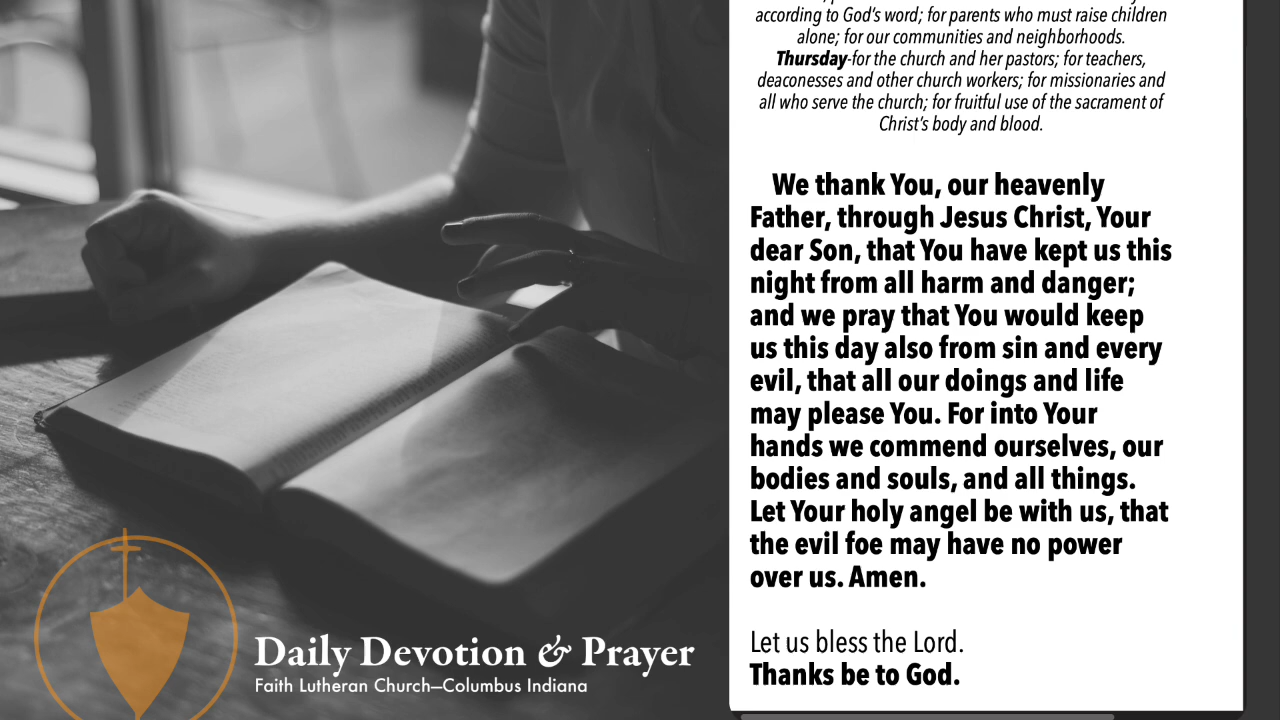 according to God's word; for parents who must raise children
alone; for our communities and neighborhoods.
Thursday-for the church and her pastors; for teachers,
deaconesses and other church workers; for missionaries and
all who serve the church; for fruitful use of the sacrament of
Christ's body and blood.
We thank You, our heavenly
Father, through Jesus Christ, Your
dear Son, that You have kept us this
night from all harm and danger;
and we pray that You would keep
us this day also from sin and every
evil, that all our doings and life
may please You. For into Your
hands we commend ourselves, our
bodies and souls, and all things.
Let Your holy angel be with us, that
the evil foe may have no power
over us. Amen.
Let us bless the Lord.
Thanks be to God.
Daily Devotion & Prayer
Faith Lutheran Church—Columbus Indiana